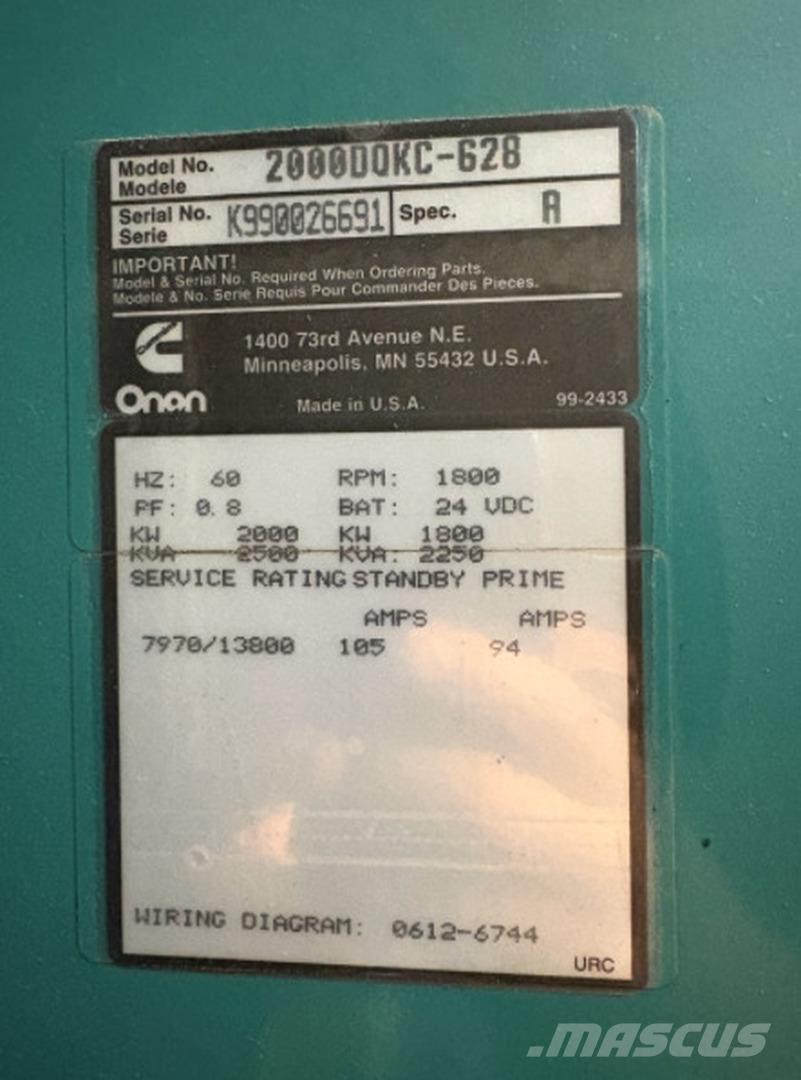 Model No. 2000DQKC-628
Modele
Serial No. K990026691 Spec. A
Serie
IMPORTANT!
Model & Serial No. Required When Ordering Parts.
Modele & No. Serie Requis Pour Commander Des Pieces.
1400 73rd Avenue N.E.
Minneapolis, MN 55432 U.S.A.
Onan Made in U.S.A. 99-2433
HZ: 60 RPM: 1800
PF: 0.8 BAT: 24 VDC
KW 2000 KW 1800
KVA 2500 KVA: 2250
SERVICE RATING STANDBY PRIME
AMPS AMPS
7970/13800 105 94
WIRING DIAGRAM: 0612-6744
URC
.MASCUS